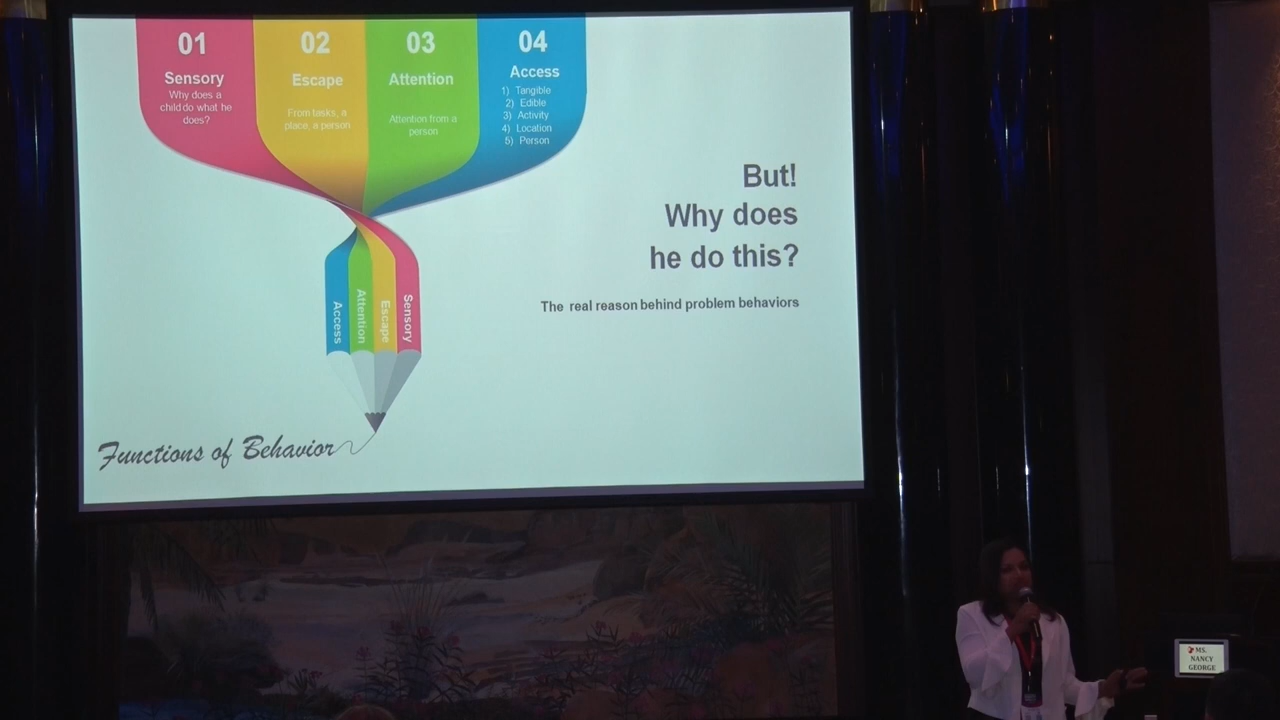 01
Sensory
Why does a
child do what he
does?
02
Escape
From tasks, a
place, a person
03
Attention
Attention from a
person
04
Access
1) Tangible
2) Edible
3) Activity
4) Location
5) Person
But!
Why does
he do this?
The real reason behind problem behaviors
Access
Attention
Escape
Sensory
Functions of Behavior
MS.
NANCY
GEORGE